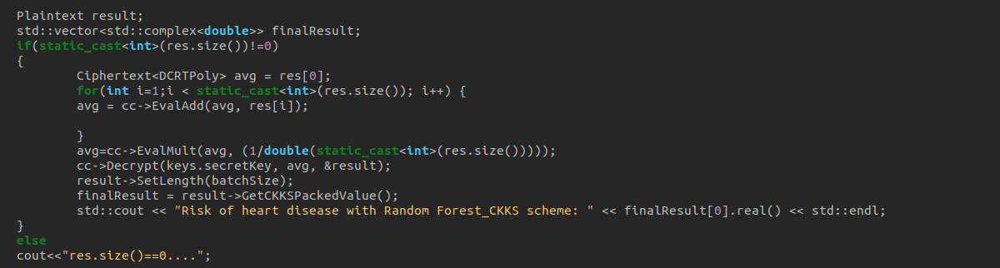 Plaintext result;
std::vector<std::complex<double>> finalResult;
if(static_cast<int>(res.size())!=0)
{
        Ciphertext<DCRTPoly> avg = res[0];
        for(int i=1;i < static_cast<int>(res.size()); i++) {
        avg = cc->EvalAdd(avg, res[i]);

        }
        avg=cc->EvalMult(avg, (1/double(static_cast<int>(res.size()))));
        cc->Decrypt(keys.secretKey, avg, &result);
        result->SetLength(batchSize);
        finalResult = result->GetCKKSPackedValue();
        std::cout << "Risk of heart disease with Random Forest_CKKS scheme: " << finalResult[0].real() << std::endl;
}
else
cout<<"res.size()==0....";